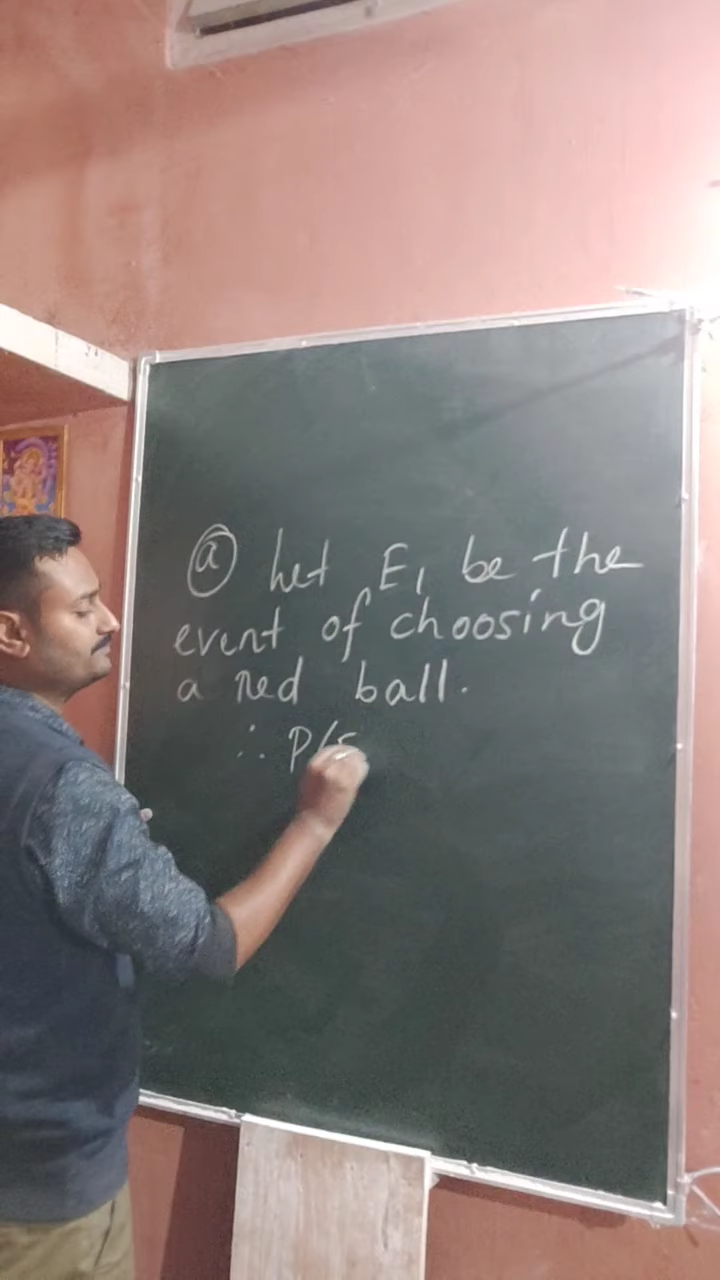 (a) Let E₁ be the
event of choosing
a red ball.
∴ P(E